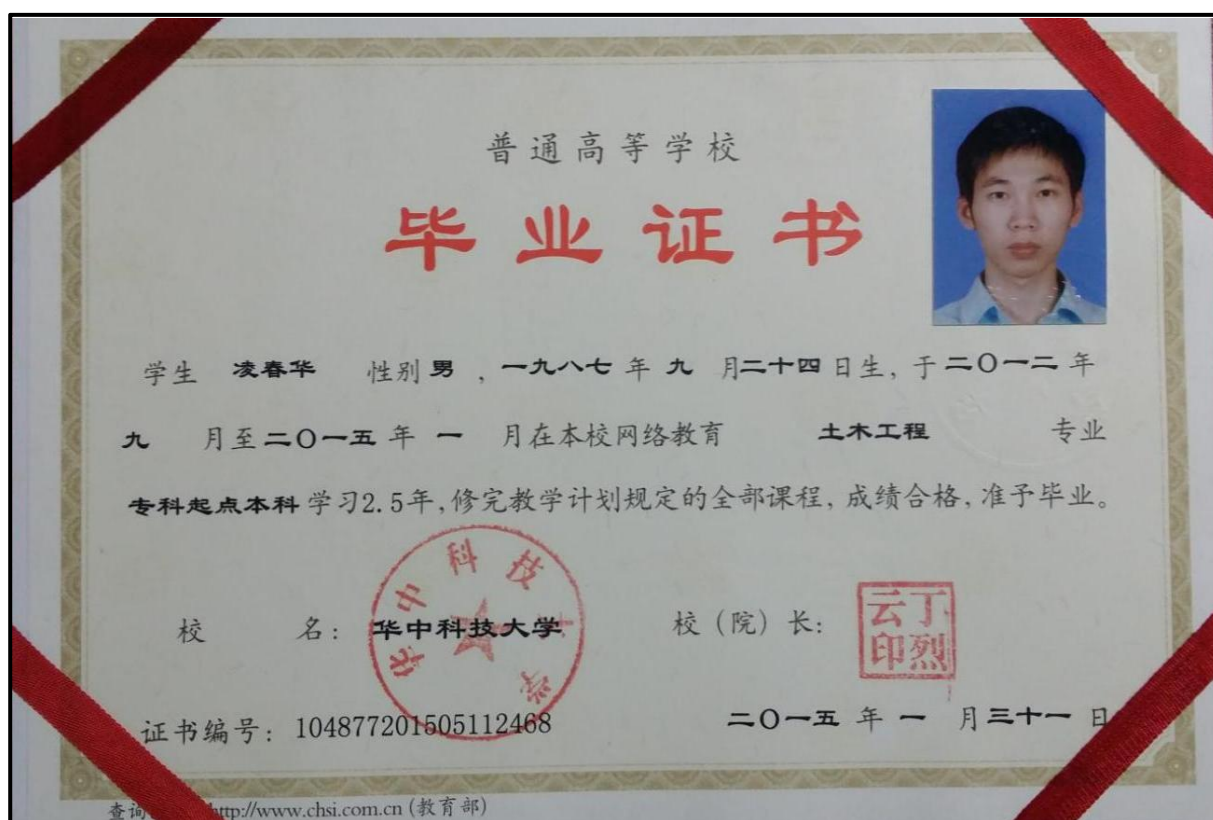 普通高等学校
毕业证书
学生 凌春华 性别 男 , 一九八七 年 九 月 二十四 日生, 于 二〇一二 年
九 月至 二〇一五 年 一 月在本校网络教育 土木工程 专业
专科起点本科 学习2.5年, 修完教学计划规定的全部课程, 成绩合格, 准予毕业。
华中科技大学
校 名: 华中科技大学 校 (院) 长: 丁烈云印
证书编号: 104877201505112468 二〇一五 年 一 月 三十一 日
查询 http://www.chsi.com.cn (教育部)